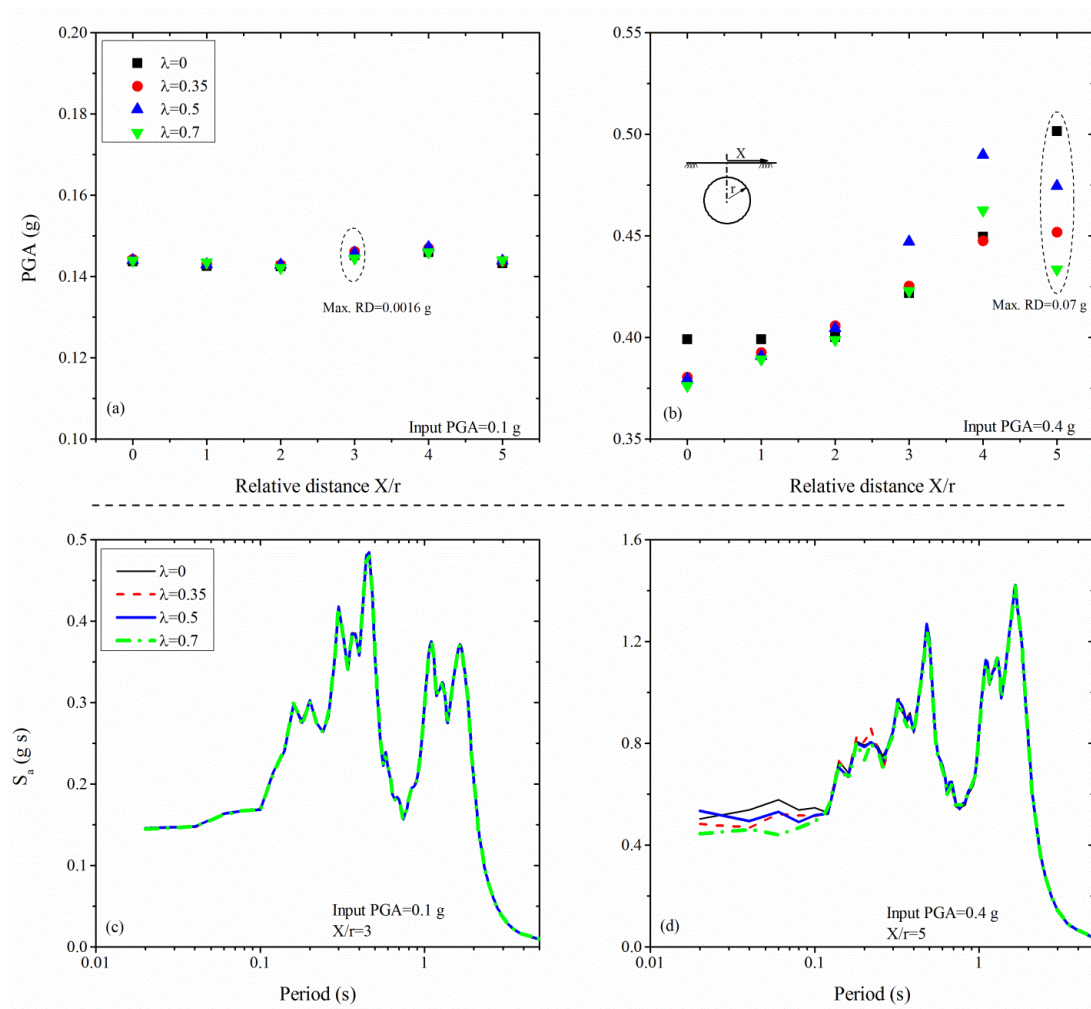 0.20
0.18
0.16
0.14
0.12
0.10
PGA (g)
λ=0
λ=0.35
λ=0.5
λ=0.7
Max. RD=0.0016 g
(a)
Input PGA=0.1 g
0 1 2 3 4 5
Relative distance X/r
0.55
0.50
0.45
0.40
0.35
X
r
Max. RD=0.07 g
(b)
Input PGA=0.4 g
0 1 2 3 4 5
Relative distance X/r
0.5
0.4
0.3
0.2
0.1
0.0
Sa (g s)
λ=0
λ=0.35
λ=0.5
λ=0.7
(c)
Input PGA=0.1 g
X/r=3
0.01 0.1 1
Period (s)
1.6
1.2
0.8
0.4
0.0
(d)
Input PGA=0.4 g
X/r=5
0.01 0.1 1
Period (s)